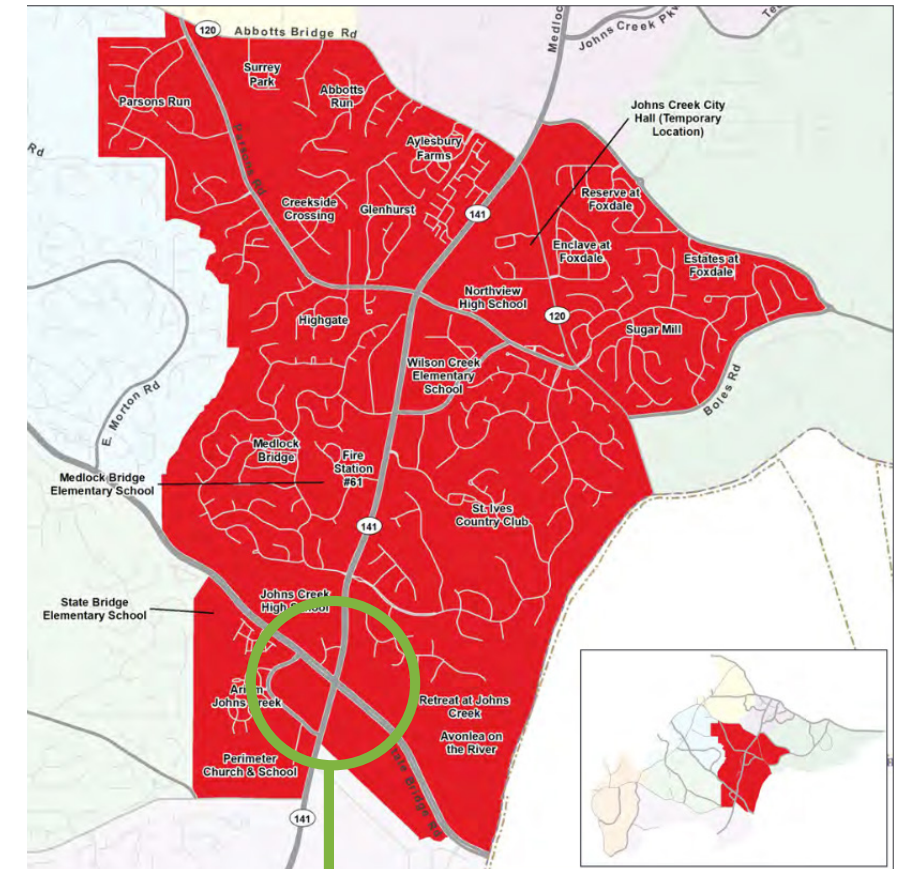 120
Abbotts Bridge Rd
Medloc
Johns Creek Pkw
Te
Surrey
Park
Parsons Run
Abbotts
Run
Johns Creek City
Hall (Temporary
Location)
Rd
Aylesbury
Farms
Parsons Rd
Reserve at
Foxdale
Creekside
Crossing
Glenhurst
141
Enclave at
Foxdale
Estates at
Foxdale
Northview
High School
Highgate
120
Sugar Mill
Wilson Creek
Elementary
School
E. Morton Rd
Boles Rd
Medlock
Bridge
Fire
Station
#61
Medlock Bridge
Elementary School
St. Ives
Country Club
141
Johns Creek
High School
State Bridge
Elementary School
Johns Creek
Retreat at Johns
Creek
Avonlea on
the River
Perimeter
Church & School
State Bridge Rd
141